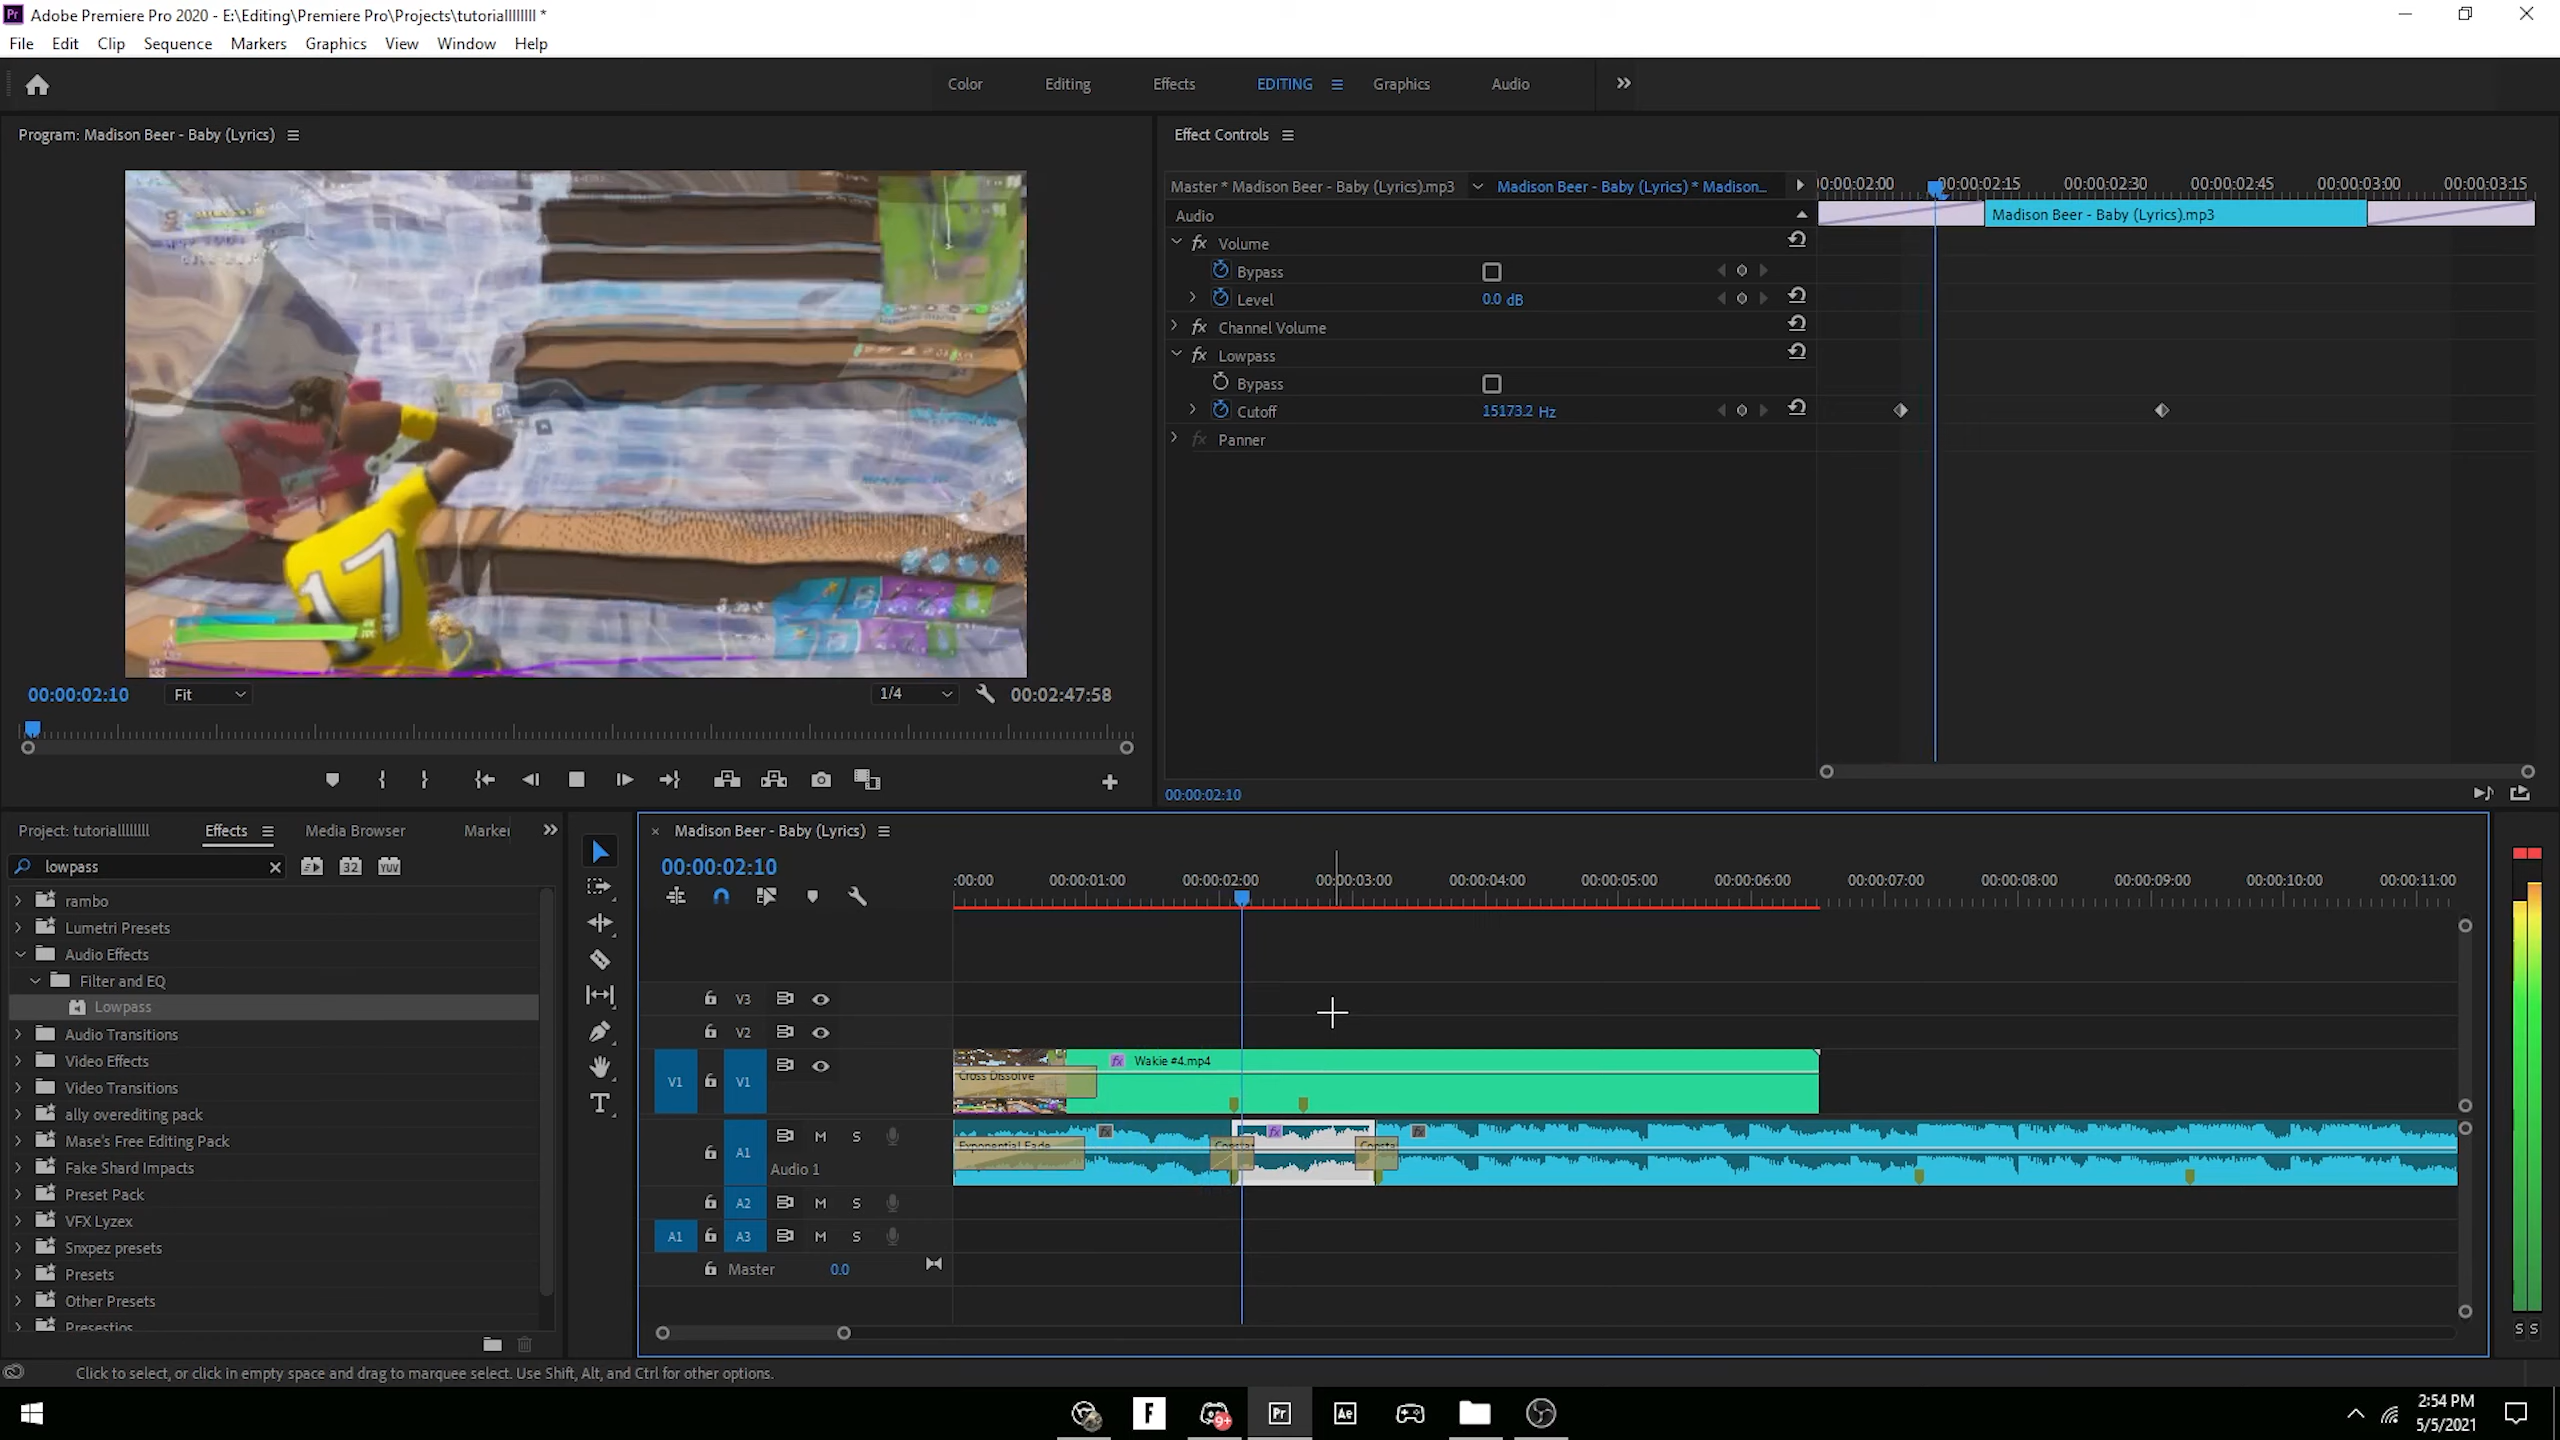 Adobe Premiere Pro 2020 - E:\Editing\Premiere Pro\Projects\tutorialllllllll *
File Edit Clip Sequence Markers Graphics View Window Help
Color Editing Effects EDITING Graphics Audio
Program: Madison Beer - Baby (Lyrics)
Effect Controls
Master * Madison Beer - Baby (Lyrics).mp3 Madison Beer - Baby (Lyrics) * Madison...
00:00:02:00 00:00:02:15 00:00:02:30 00:00:02:45 00:00:03:00 00:00:03:15
Audio
Madison Beer - Baby (Lyrics).mp3
Volume
Bypass
Level 0.0 dB
Channel Volume
Lowpass
Bypass
Cutoff 15173.2 Hz
Panner
17
00:00:02:10 Fit 1/4 00:02:47:58
00:00:02:10
Project: tutorialllllllll Effects Media Browser Marker
lowpass
32 YUV
rambo
Lumetri Presets
Audio Effects
Filter and EQ
Lowpass
Audio Transitions
Video Effects
Video Transitions
ally overediting pack
Mase's Free Editing Pack
Fake Shard Impacts
Preset Pack
VFX Lyzex
Snxpez presets
Presets
Other Presets
Presestios
Madison Beer - Baby (Lyrics)
00:00:02:10
:00:00 00:00:01:00 00:00:02:00 00:00:03:00 00:00:04:00 00:00:05:00 00:00:06:00 00:00:07:00 00:00:08:00 00:00:09:00 00:00:10:00 00:00:11:00
V3
V2
V1 V1
Wakie #4.mp4
Cross Dissolve
A1 M S
Audio 1
Exponential Fade Consta Consta
A2 M S
A1 A3 M S
Master 0.0
S S
Click to select, or click in empty space and drag to marquee select. Use Shift, Alt, and Ctrl for other options.
F 9+ Pr Ae
2:54 PM
5/5/2021